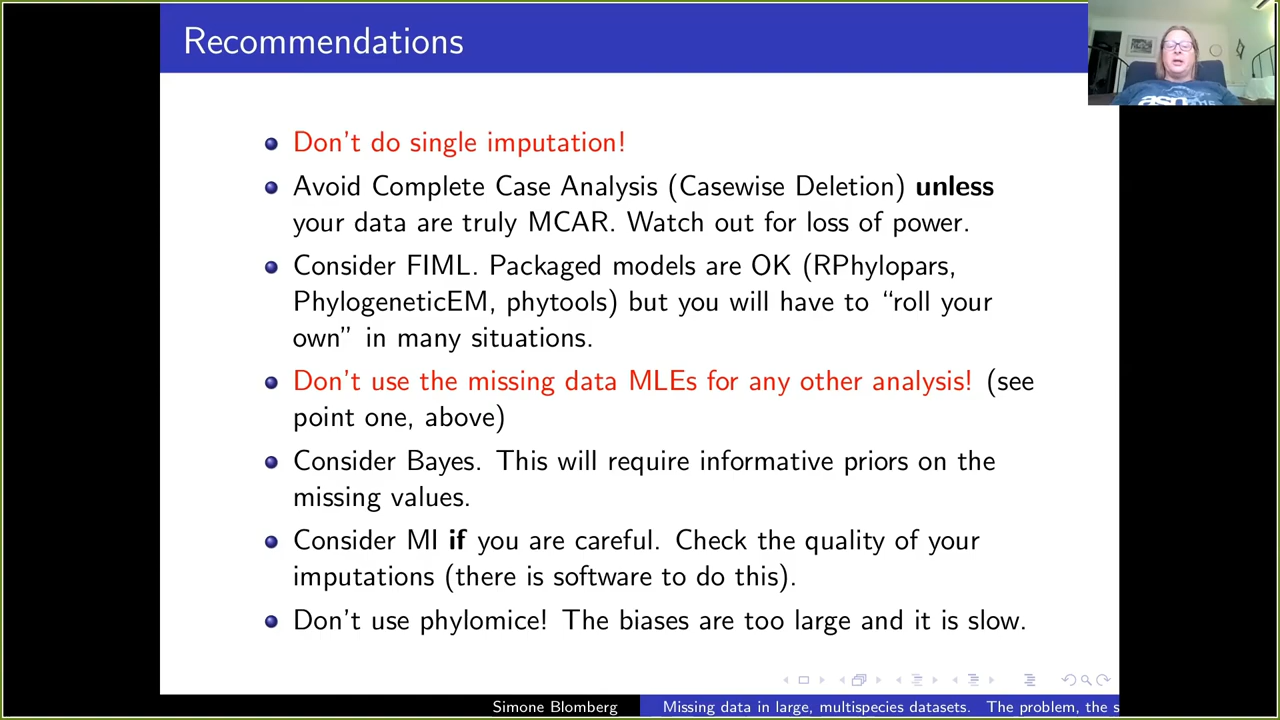 Recommendations
Don't do single imputation!
Avoid Complete Case Analysis (Casewise Deletion) unless
your data are truly MCAR. Watch out for loss of power.
Consider FIML. Packaged models are OK (RPhylopars,
PhylogeneticEM, phytools) but you will have to “roll your
own” in many situations.
Don't use the missing data MLEs for any other analysis! (see
point one, above)
Consider Bayes. This will require informative priors on the
missing values.
Consider MI if you are careful. Check the quality of your
imputations (there is software to do this).
Don't use phylomice! The biases are too large and it is slow.
Simone Blomberg
Missing data in large, multispecies datasets. The problem, the s